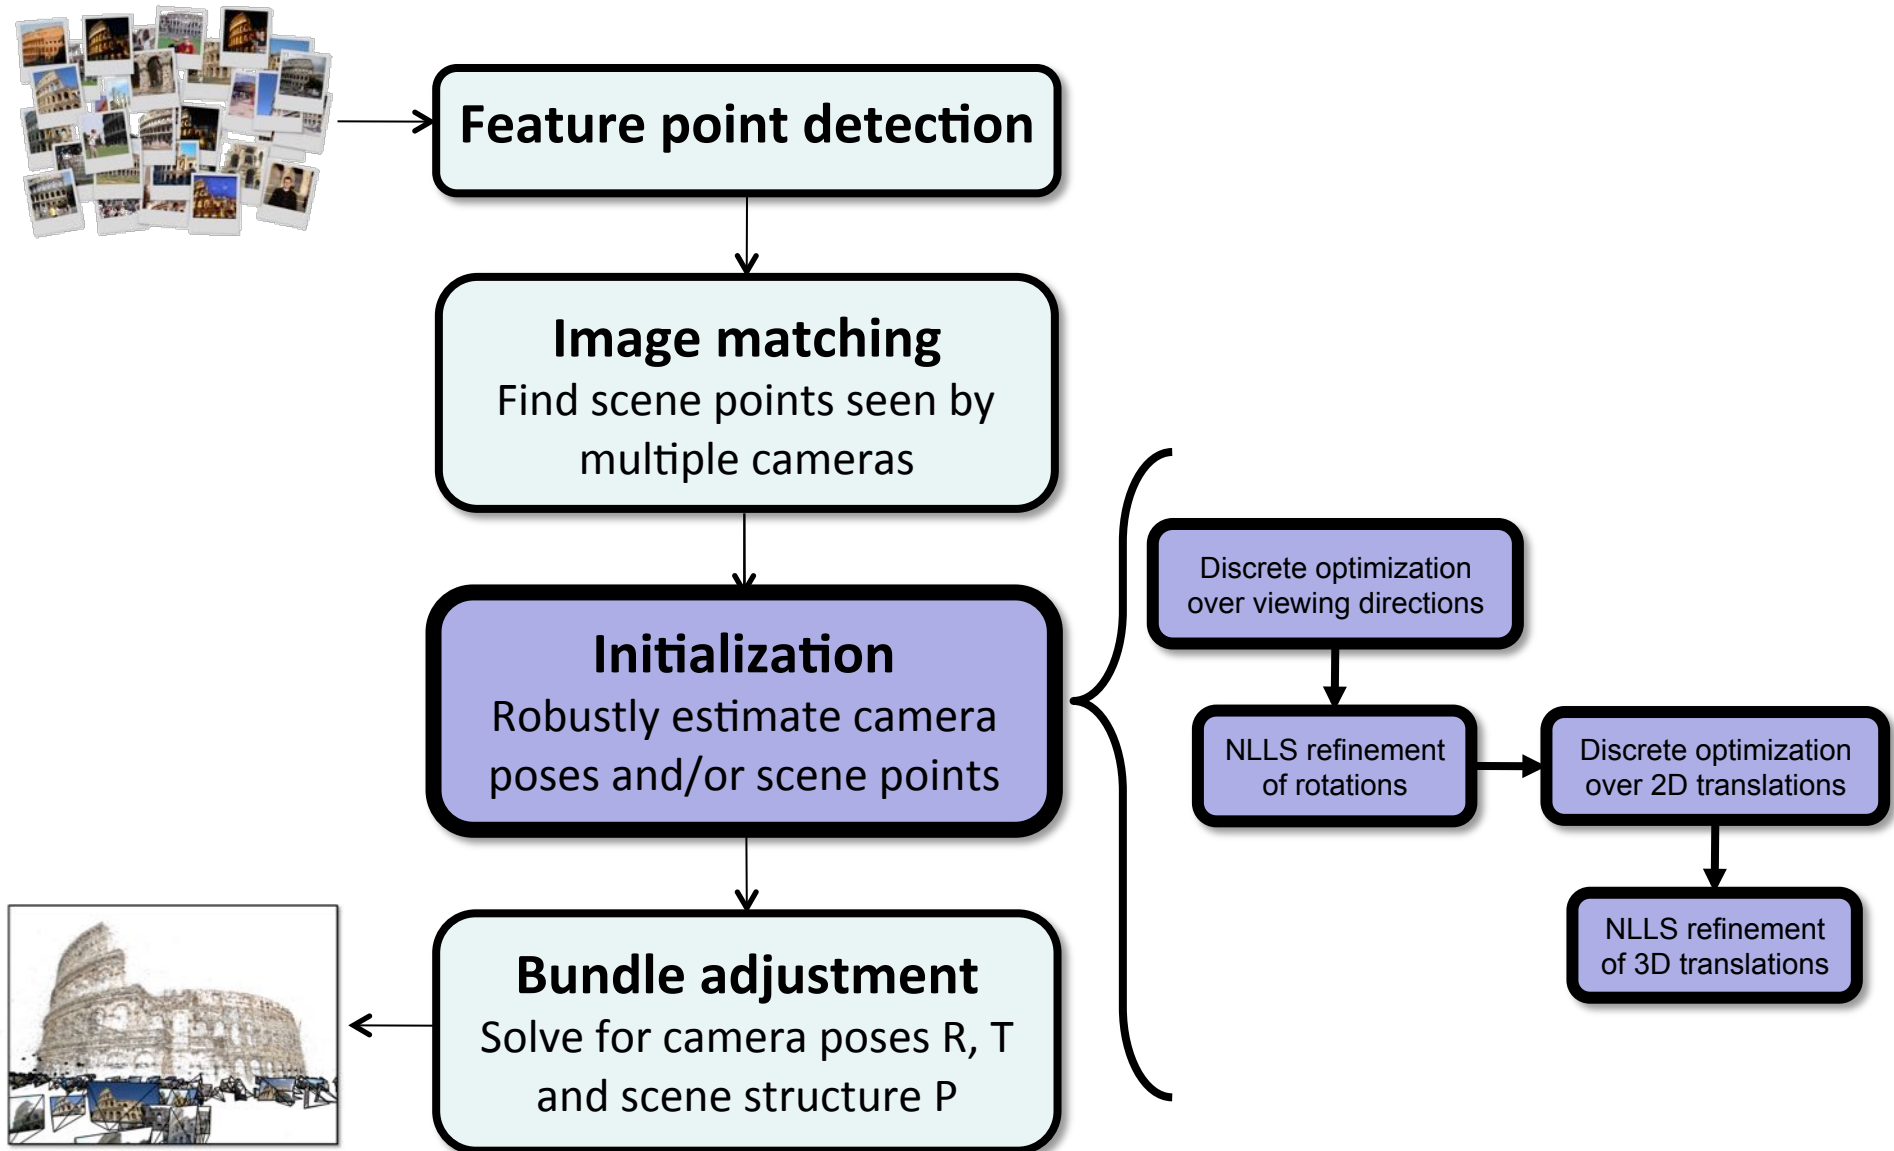 Feature point detection
Image matching
Find scene points seen by
multiple cameras
Initialization
Robustly estimate camera
poses and/or scene points
Bundle adjustment
Solve for camera poses R, T
and scene structure P
Discrete optimization
over viewing directions
NLLS refinement
of rotations
Discrete optimization
over 2D translations
NLLS refinement
of 3D translations